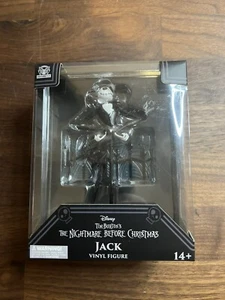 Disney
Tim Burton's
The Nightmare Before Christmas
Jack
Vinyl Figure
14+